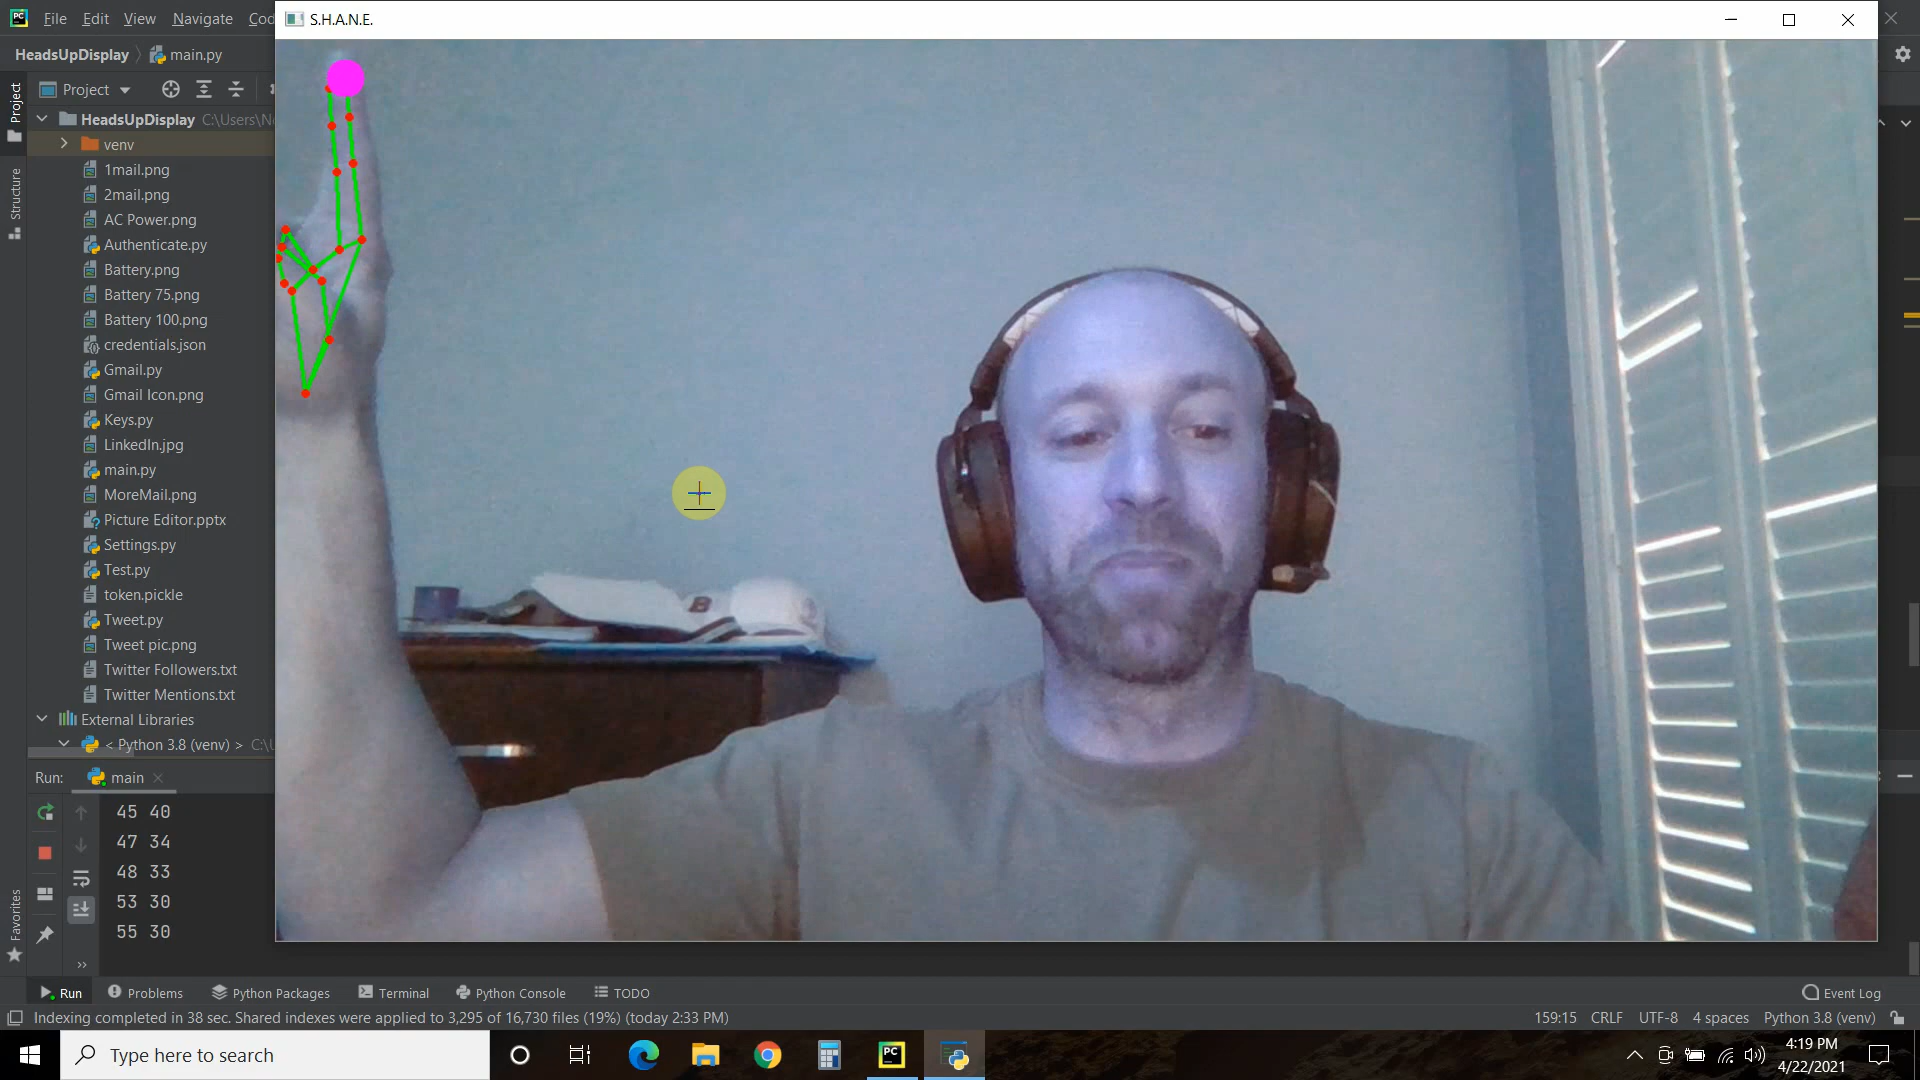 File Edit View Navigate
S.H.A.N.E.
HeadsUpDisplay main.py
Project
Project
HeadsUpDisplay
venv
1mail.png
2mail.png
Structure
AC Power.png
Authenticate.py
Battery.png
Battery 75.png
Battery 100.png
credentials.json
Gmail.py
Gmail Icon.png
Keys.py
LinkedIn.jpg
main.py
MoreMail.png
Picture Editor.pptx
Settings.py
Test.py
token.pickle
Tweet.py
Tweet pic.png
Twitter Followers.txt
Twitter Mentions.txt
External Libraries
< Python 3.8 (venv) >
Run: main
45 40
47 34
48 33
53 30
55 30
Favorites
Run Problems Python Packages Terminal Python Console TODO Event Log
Indexing completed in 38 sec. Shared indexes were applied to 3,295 of 16,730 files (19%) (today 2:33 PM) 159:15 CRLF UTF-8 4 spaces Python 3.8 (venv)
Type here to search
PC
4:19 PM
4/22/2021